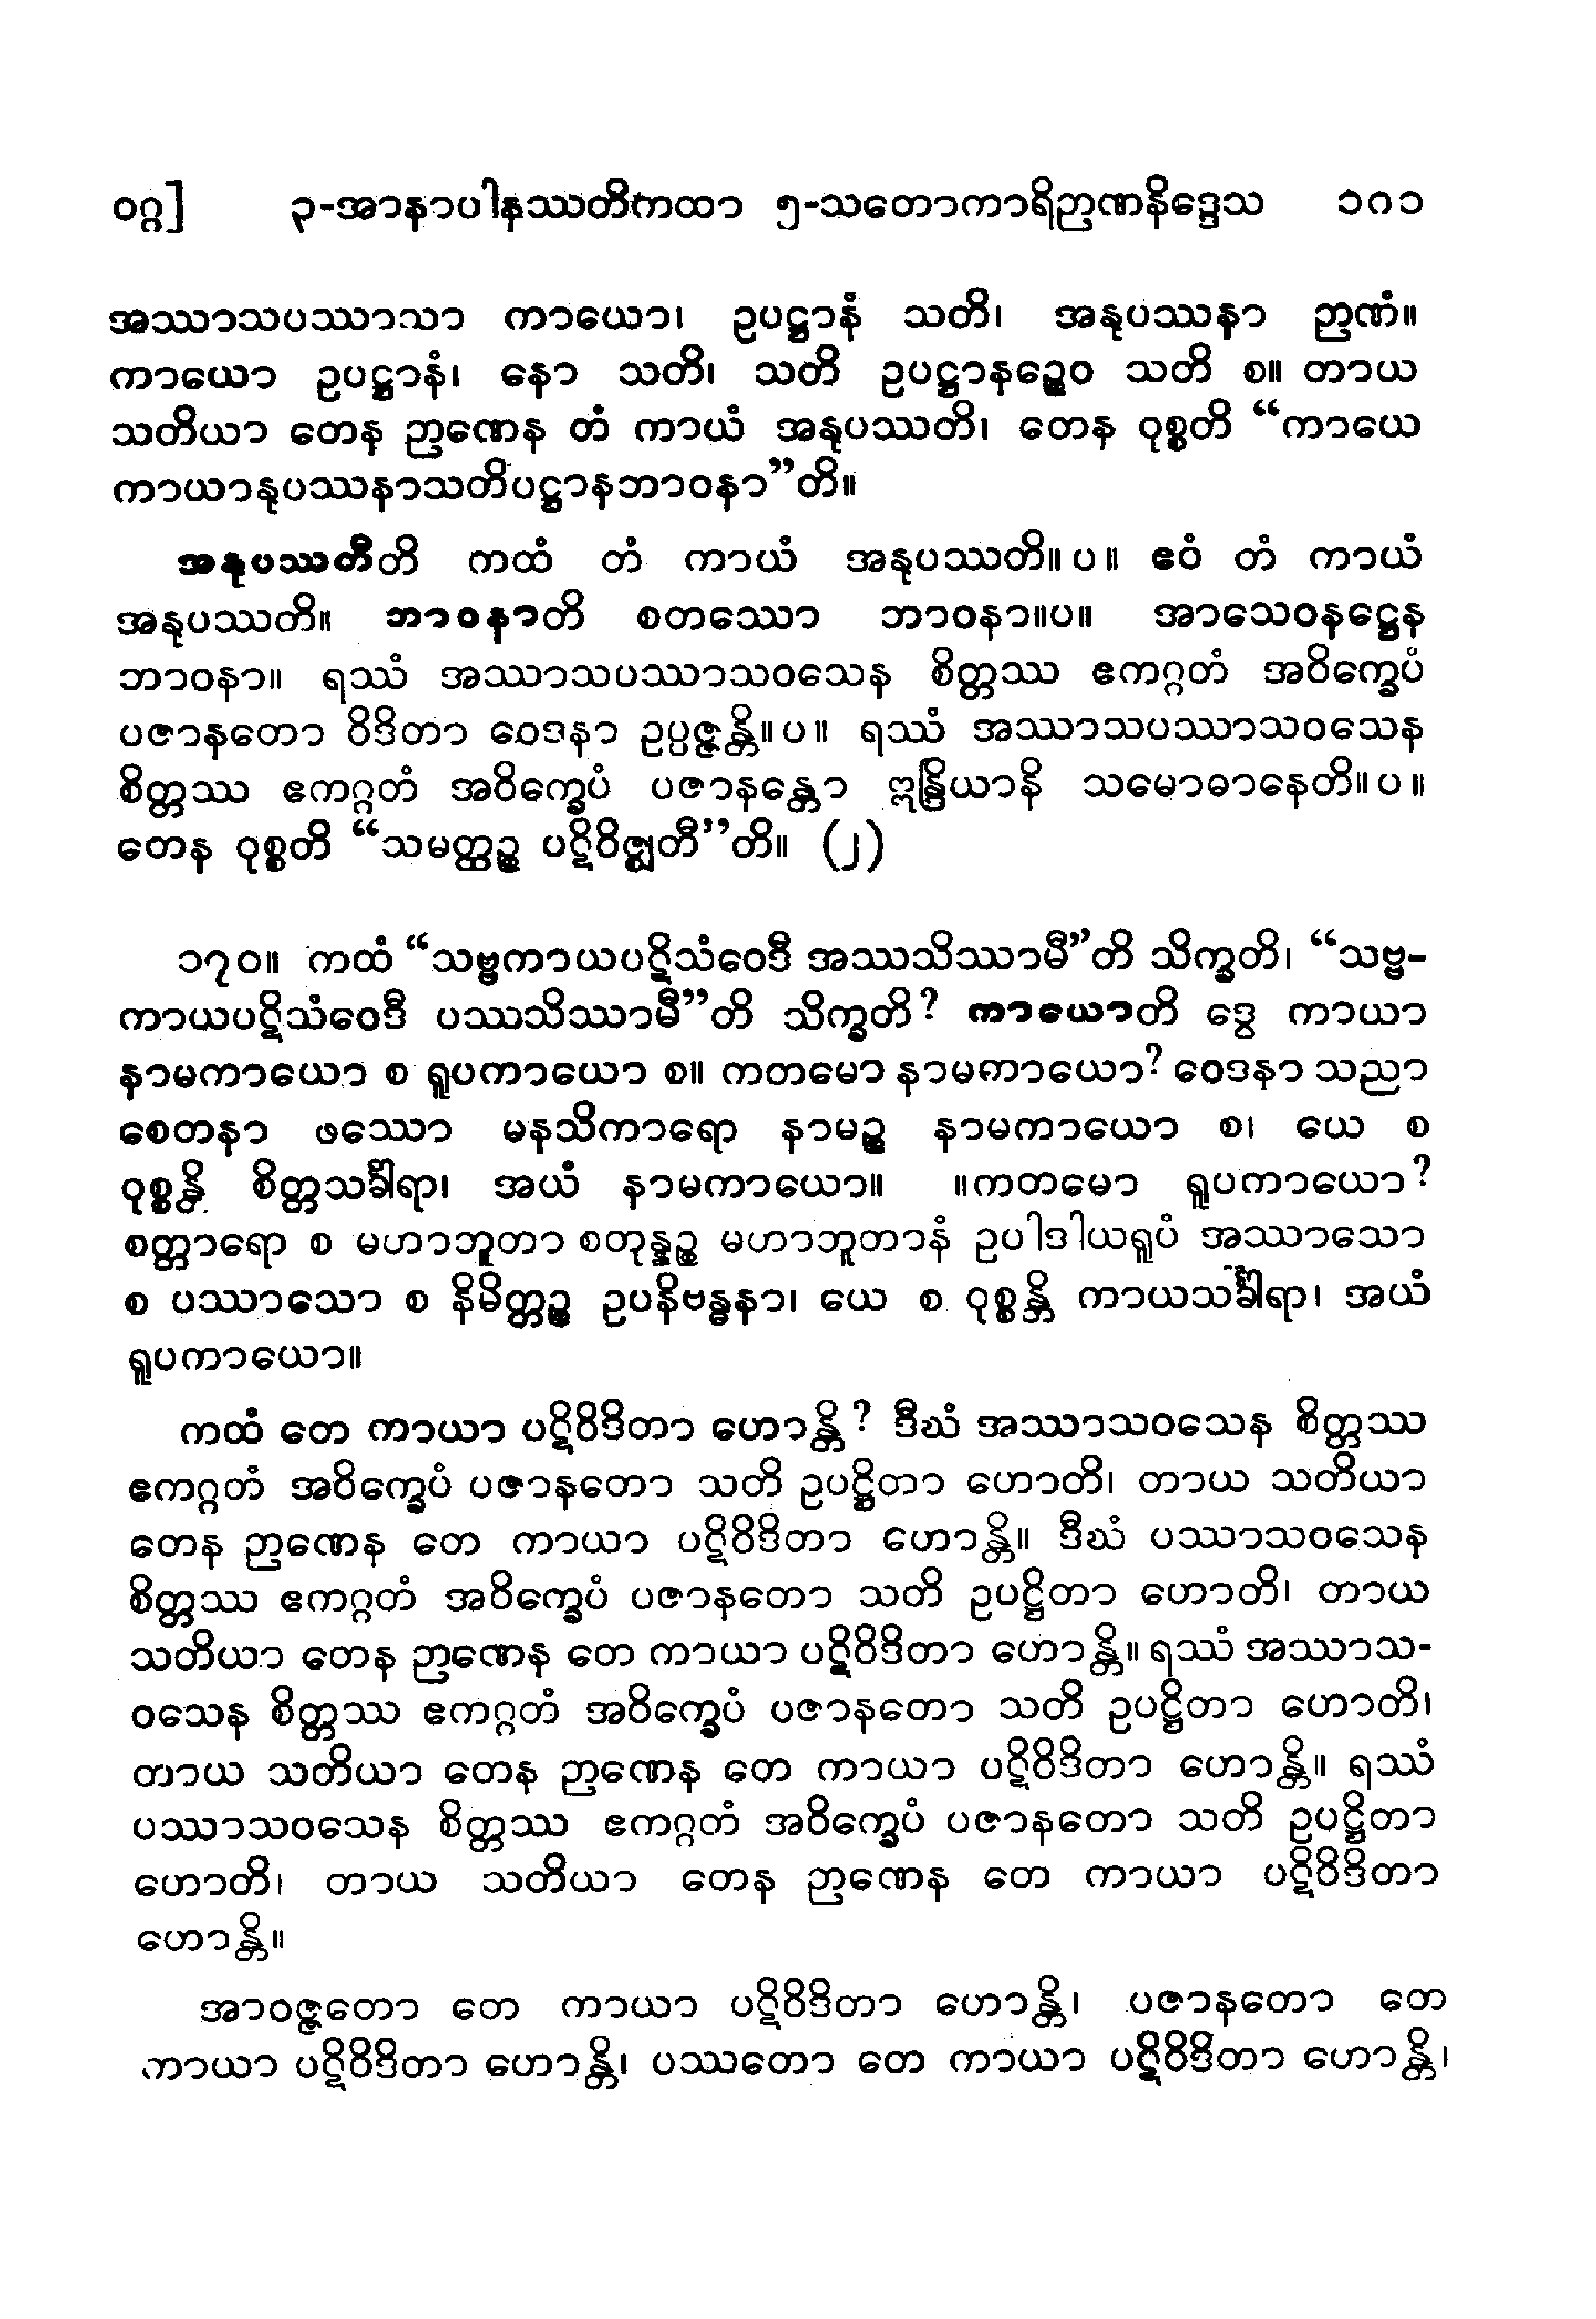 ဝဂ္ဂ] ၃-အာနာပါနဿတိကထာ ၅-သတောကာရိဉာဏနိဒ္ဒေသ ၁ဂ၁
အဿာသပဿာသာ ကာယော၊ ဥပဋ္ဌာနံ သတိ၊ အနုပဿနာ ဉာဏံ။
ကာယော ဥပဋ္ဌာနံ၊ နော သတိ၊ သတိ ဥပဋ္ဌာနဉ္စေဝ သတိ စ။ တာယ
သတိယာ တေန ဉာဏေန တံ ကာယံ အနုပဿတိ၊ တေန ဝုစ္စတိ “ကာယေ
ကာယာနုပဿနာသတိပဋ္ဌာနဘာဝနာ”တိ။
အနုပဿတီတိ ကထံ တံ ကာယံ အနုပဿတိ။ ပ။ ဧဝံ တံ ကာယံ
အနုပဿတိ။ ဘာဝနာတိ စတဿော ဘာဝနာ။ပ။ အာသေဝနဋ္ဌေန
ဘာဝနာ။ ရဿံ အဿာသပဿာသဝသေန စိတ္တဿ ဧကဂ္ဂတံ အဝိက္ခေပံ
ပဇာနတော ဝိဒိတာ ဝေဒနာ ဥပ္ပဇ္ဇန္တိ။ ပ။ ရဿံ အဿာသပဿာသဝသေန
စိတ္တဿ ဧကဂ္ဂတံ အဝိက္ခေပံ ပဇာနန္တော ဣန္ဒြိယာနိ သမောဓာနေတိ။ ပ။
တေန ဝုစ္စတိ “သမတ္ထဉ္စ ပဋိဝိဇ္ဈတီ”တိ။ (၂)
၁၇၀။ ကထံ “သဗ္ဗကာယပဋိသံဝေဒီ အဿသိဿာမီ”တိ သိက္ခတိ၊ “သဗ္ဗ-
ကာယပဋိသံဝေဒီ ပဿသိဿာမီ”တိ သိက္ခတိ? ကာယောတိ ဒွေ ကာယာ
နာမကာယော စ ရူပကာယော စ။ ကတမော နာမကာယော? ဝေဒနာ သညာ
စေတနာ ဖဿော မနသိကာရော နာမဉ္စ နာမကာယော စ၊ ယေ စ
ဝုစ္စန္တိ စိတ္တသင်္ခါရာ၊ အယံ နာမကာယော။ ။ကတမော ရူပကာယော?
စတ္တာရော စ မဟာဘူတာ စတုန္နဉ္စ မဟာဘူတာနံ ဥပါဒါယရူပံ အဿာသော
စ ပဿာသော စ နိမိတ္တဉ္စ ဥပနိဗန္ဓနာ၊ ယေ စ ဝုစ္စန္တိ ကာယသင်္ခါရာ၊ အယံ
ရူပကာယော။
ကထံ တေ ကာယာ ပဋိဝိဒိတာ ဟောန္တိ? ဒီဃံ အဿာသဝသေန စိတ္တဿ
ဧကဂ္ဂတံ အဝိက္ခေပံ ပဇာနတော သတိ ဥပဋ္ဌိတာ ဟောတိ၊ တာယ သတိယာ
တေန ဉာဏေန တေ ကာယာ ပဋိဝိဒိတာ ဟောန္တိ။ ဒီဃံ ပဿာသဝသေန
စိတ္တဿ ဧကဂ္ဂတံ အဝိက္ခေပံ ပဇာနတော သတိ ဥပဋ္ဌိတာ ဟောတိ၊ တာယ
သတိယာ တေန ဉာဏေန တေ ကာယာ ပဋိဝိဒိတာ ဟောန္တိ။ ရဿံ အဿာသ-
ဝသေန စိတ္တဿ ဧကဂ္ဂတံ အဝိက္ခေပံ ပဇာနတော သတိ ဥပဋ္ဌိတာ ဟောတိ၊
တာယ သတိယာ တေန ဉာဏေန တေ ကာယာ ပဋိဝိဒိတာ ဟောန္တိ။ ရဿံ
ပဿာသဝသေန စိတ္တဿ ဧကဂ္ဂတံ အဝိက္ခေပံ ပဇာနတော သတိ ဥပဋ္ဌိတာ
ဟောတိ၊ တာယ သတိယာ တေန ဉာဏေန တေ ကာယာ ပဋိဝိဒိတာ
ဟောန္တိ။
အာဝဇ္ဇတော တေ ကာယာ ပဋိဝိဒိတာ ဟောန္တိ၊ ပဇာနတော တေ
ကာယာ ပဋိဝိဒိတာ ဟောန္တိ၊ ပဿတော တေ ကာယာ ပဋိဝိဒိတာ ဟောန္တိ၊